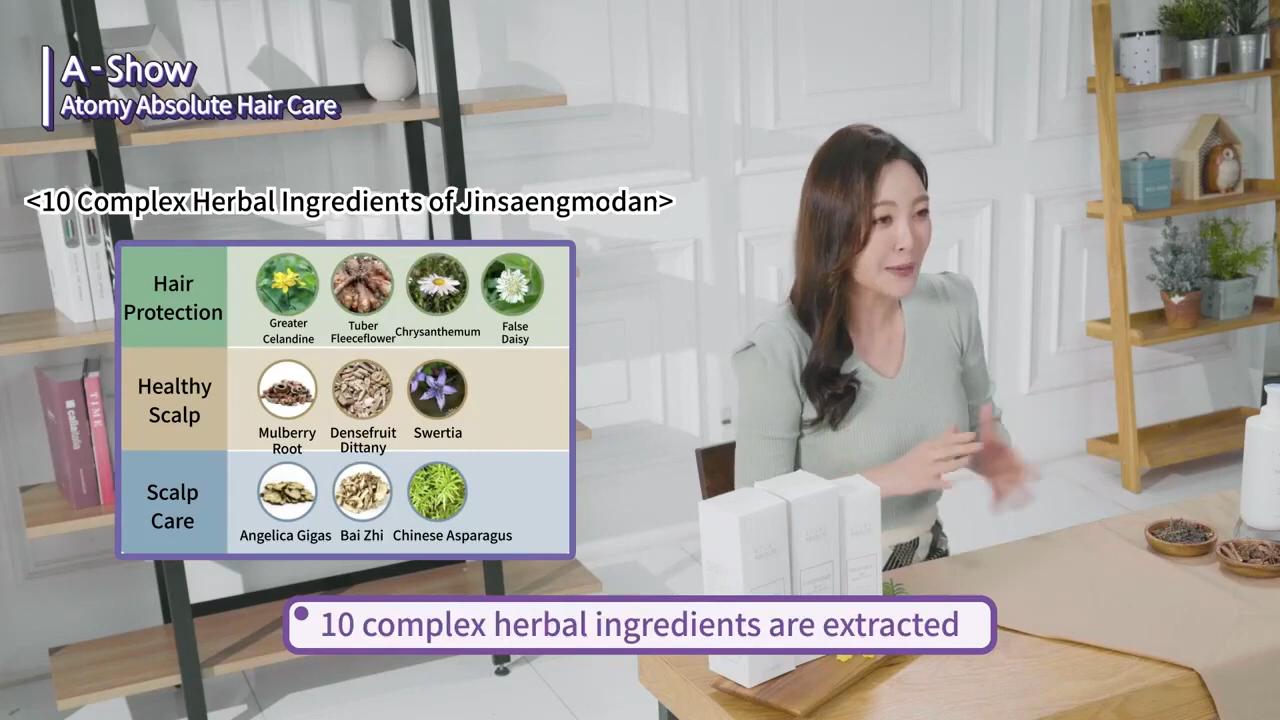 A-Show
Atomy Absolute Hair Care
<10 Complex Herbal Ingredients of Jinsaengmodan>
Hair
Protection
Greater
Celandine
Tuber
Fleeceflower
Chrysanthemum
False
Daisy
Healthy
Scalp
Mulberry
Root
Densefruit
Dittany
Swertia
Scalp
Care
Angelica Gigas
Bai Zhi
Chinese Asparagus
10 complex herbal ingredients are extracted
TIME